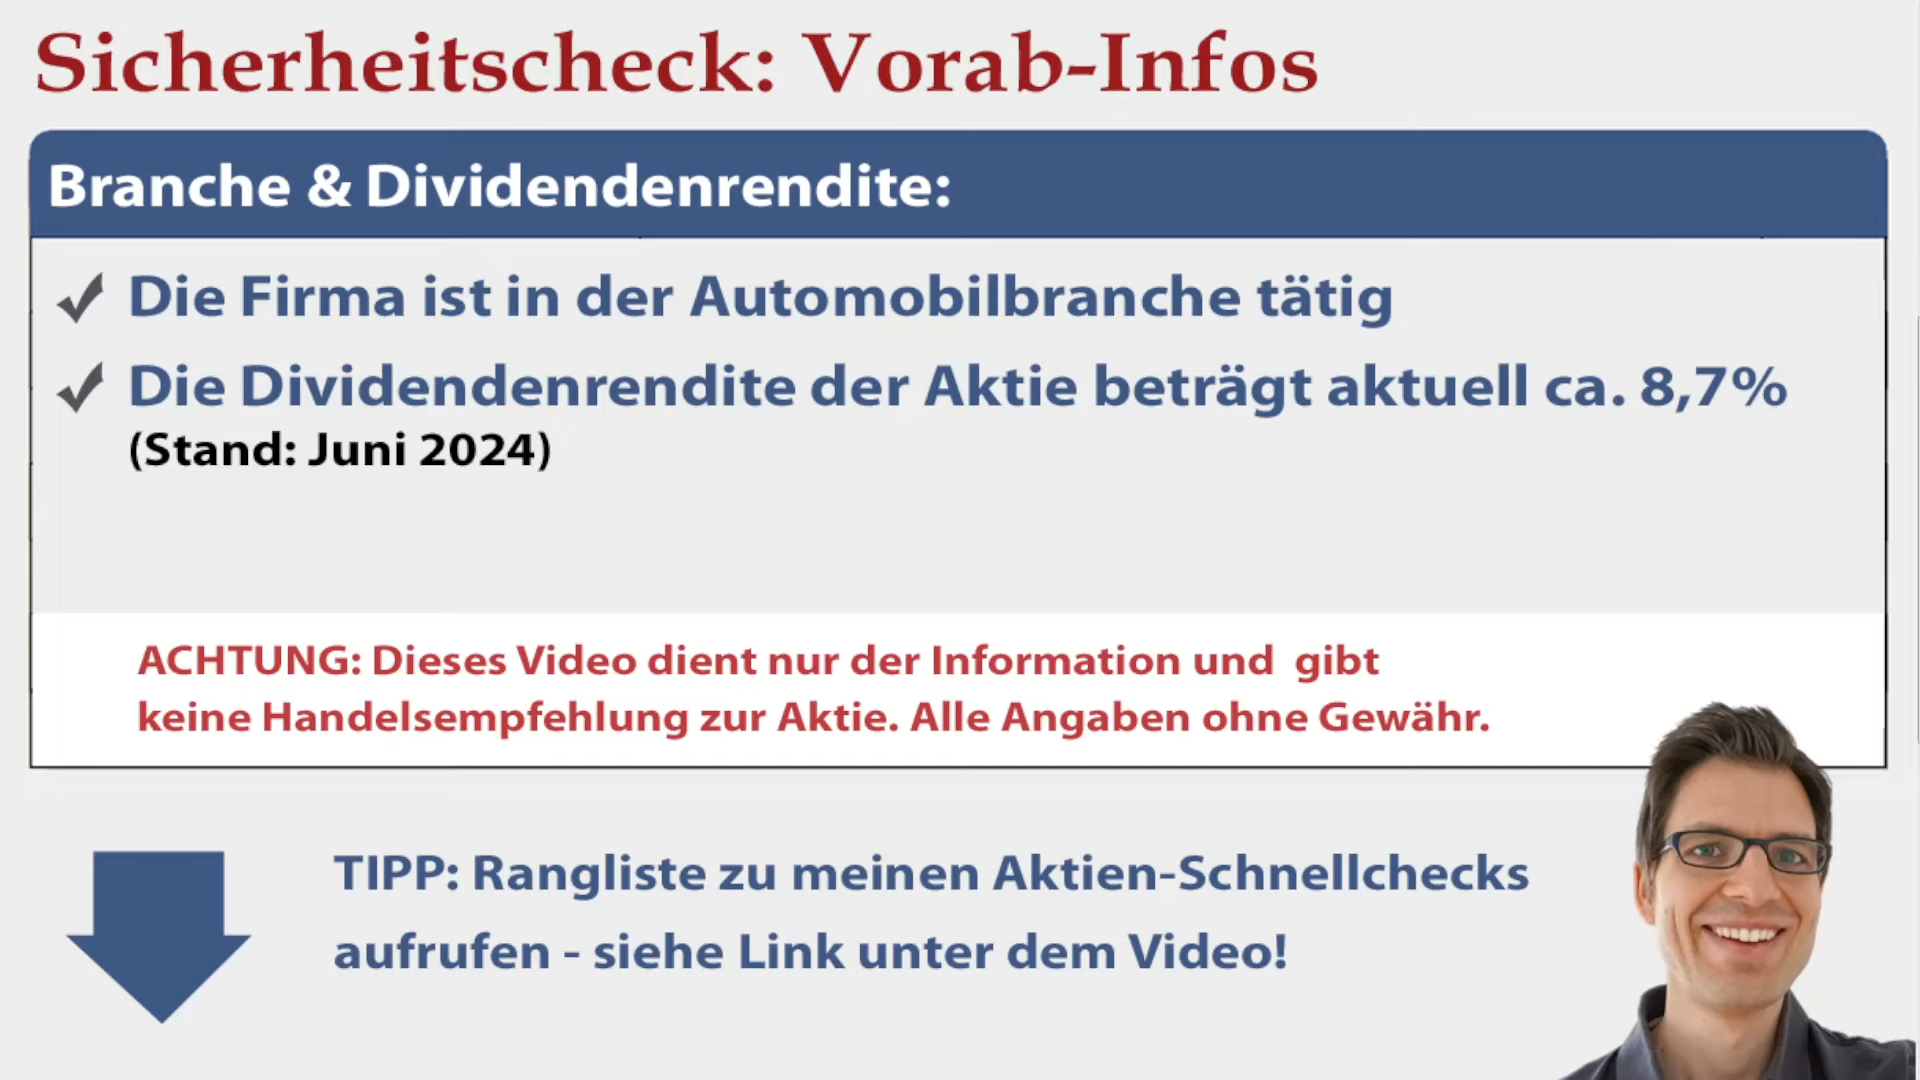 Sicherheitscheck: Vorab-Infos
Branche & Dividendenrendite:
Die Firma ist in der Automobilbranche tätig
Die Dividendenrendite der Aktie beträgt aktuell ca. 8,7%
(Stand: Juni 2024)
ACHTUNG: Dieses Video dient nur der Information und gibt
keine Handelsempfehlung zur Aktie. Alle Angaben ohne Gewähr.
TIPP: Rangliste zu meinen Aktien-Schnellchecks
aufrufen - siehe Link unter dem Video!